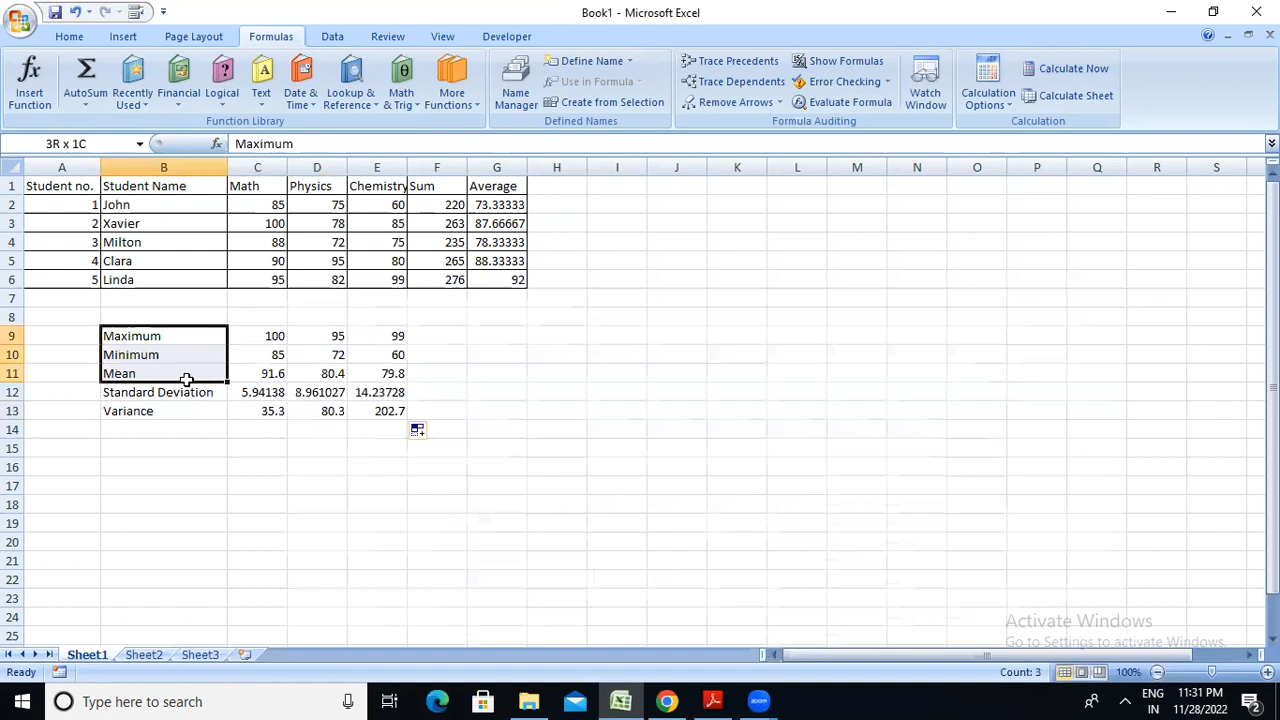 Book1 - Microsoft Excel
Home Insert Page Layout Formulas Data Review View Developer
fx Insert Function
Σ AutoSum
Recently Used
Financial
Logical
Text
Date & Time
Lookup & Reference
Math & Trig
More Functions
Function Library
Name Manager
Define Name
Use in Formula
Create from Selection
Defined Names
Trace Precedents
Trace Dependents
Remove Arrows
Show Formulas
Error Checking
Evaluate Formula
Watch Window
Formula Auditing
Calculation Options
Calculate Now
Calculate Sheet
Calculation
3R x 1C fx Maximum
A B C D E F G H I J K L M N O P Q R S
1 Student no. Student Name Math Physics Chemistry Sum Average
2 1 John 85 75 60 220 73.33333
3 2 Xavier 100 78 85 263 87.66667
4 3 Milton 88 72 75 235 78.33333
5 4 Clara 90 95 80 265 88.33333
6 5 Linda 95 82 99 276 92
7
8
9 Maximum 100 95 99
10 Minimum 85 72 60
11 Mean 91.6 80.4 79.8
12 Standard Deviation 5.94138 8.961027 14.23728
13 Variance 35.3 80.3 202.7
14
15
16
17
18
19
20
21
22
23
24
25
Activate Windows
Go to Settings to activate Windows.
Sheet1 Sheet2 Sheet3
Ready Count: 3 100%
Type here to search
zoom
ENG
IN
11:31 PM
11/28/2022
2